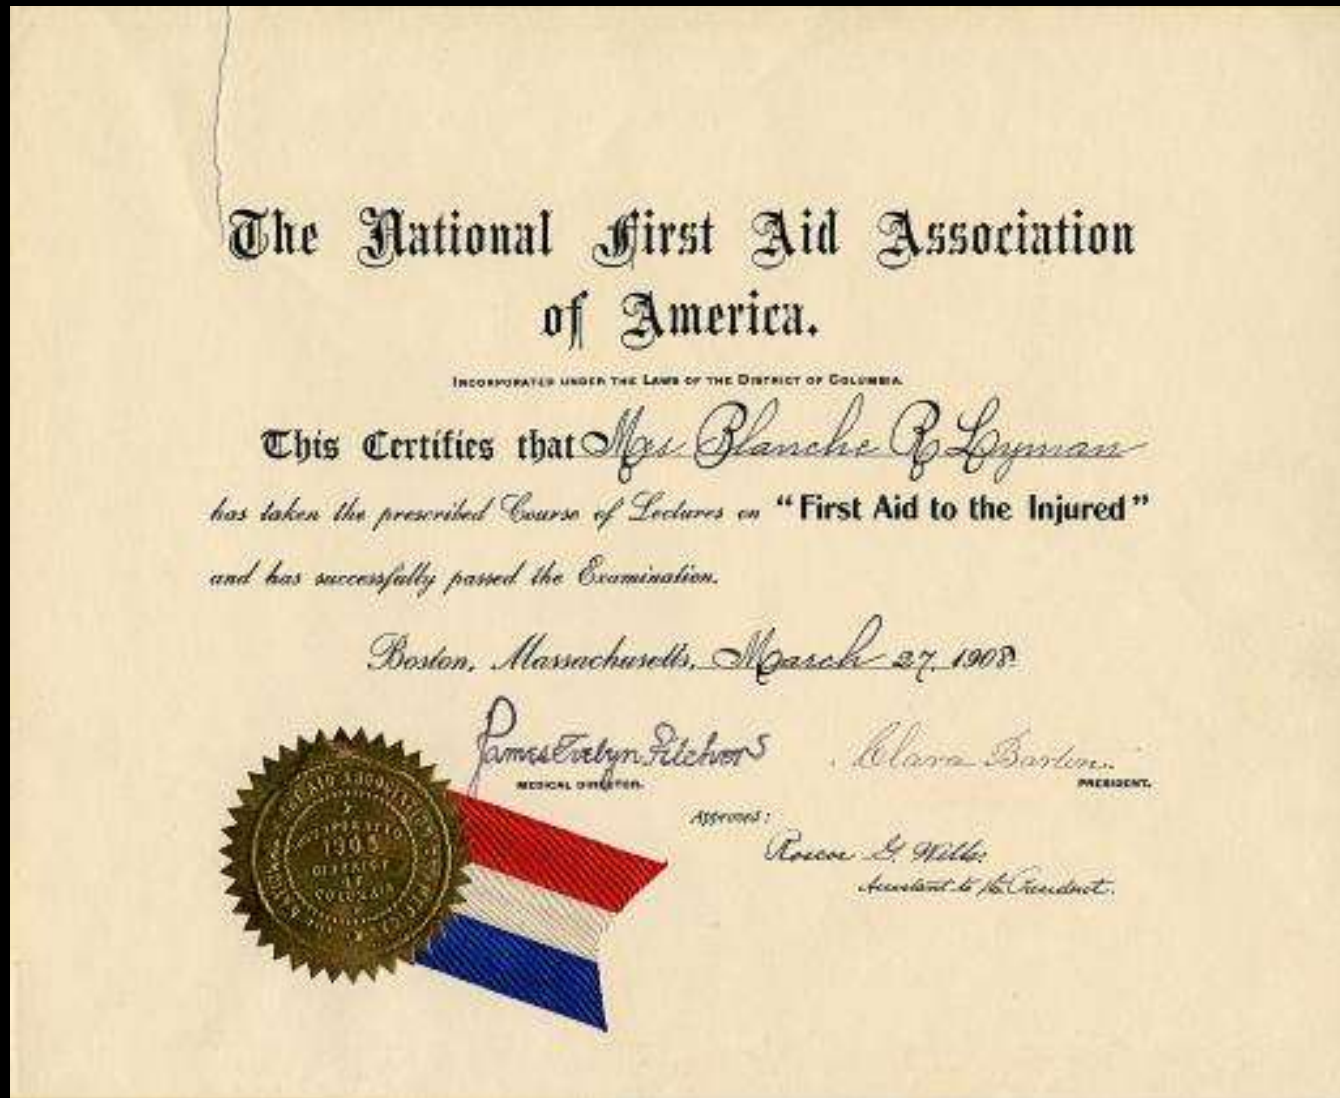 The National First Aid Association
of America.
INCORPORATED UNDER THE LAWS OF THE DISTRICT OF COLUMBIA.
This Certifies that Mrs Blanche R Lyman
has taken the prescribed Course of Lectures on "First Aid to the Injured"
and has successfully passed the Examination.
Boston, Massachusetts, March 27, 1908
James Evelyn Pilcher
Clara Barton
MEDICAL DIRECTOR.
PRESIDENT.
Approved:
Roscoe G. Wells
Assistant to the President.
INCORPORATED
1905
DISTRICT
OF
COLUMBIA